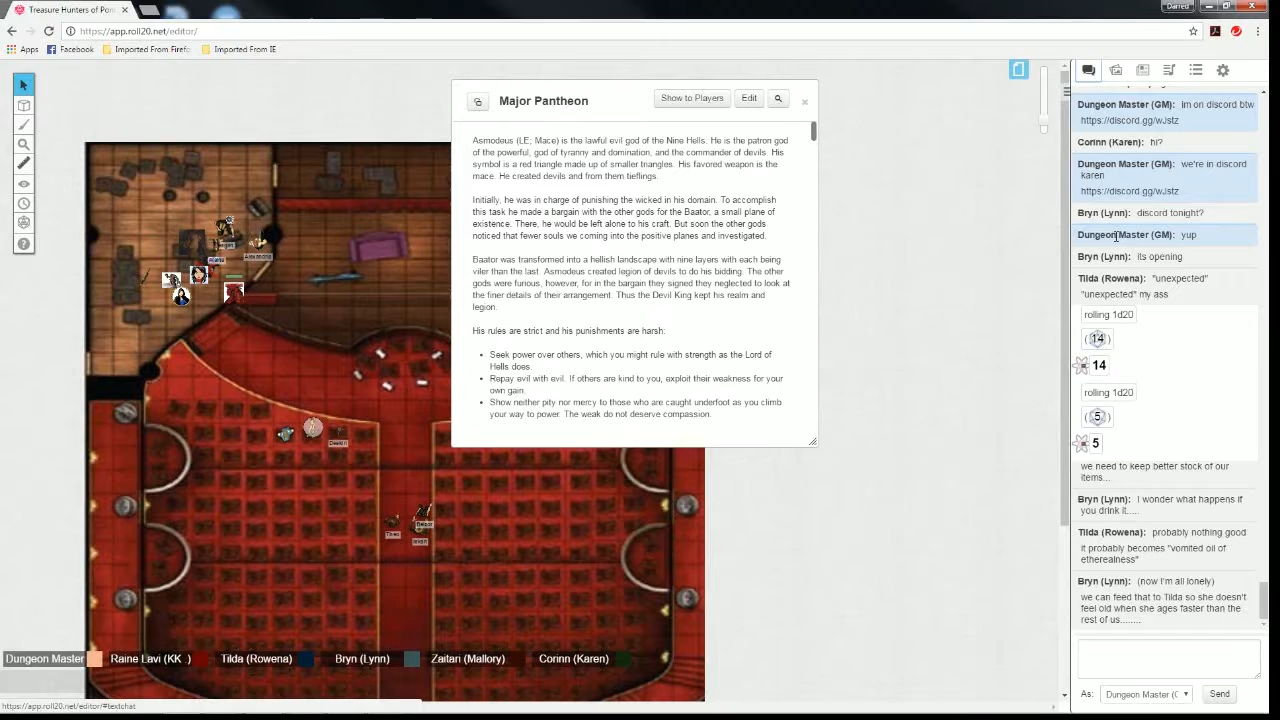 Treasure Hunters of Pon
Darred
https://app.roll20.net/editor/
Apps
Facebook
Imported From Firefo
Imported From IE
Major Pantheon
Show to Players
Edit
Asmodeus (LE; Mace) is the lawful evil god of the Nine Hells. He is the patron god
of the powerful, god of tyranny and domination, and the commander of devils. His
symbol is a red triangle made up of smaller triangles. His favored weapon is the
mace. He created devils and from them tieflings.
Initially, he was in charge of punishing the wicked in his domain. To accomplish
this task he made a bargain with the other gods for the Baator, a small plane of
existence. There, he would be left alone to his craft. But soon the other gods
noticed that fewer souls we coming into the positive planes and investigated.
Baator was transformed into a hellish landscape with nine layers with each being
viler than the last. Asmodeus created legion of devils to do his bidding. The other
gods were furious, however, for in the bargain they signed they neglected to look at
the finer details of their arrangement. Thus the Devil King kept his realm and
legion.
His rules are strict and his punishments are harsh:
Seek power over others, which you might rule with strength as the Lord of
Hells does.
Repay evil with evil. If others are kind to you, exploit their weakness for your
own gain.
Show neither pity nor mercy to those who are caught underfoot as you climb
your way to power. The weak do not deserve compassion.
Dungeon Master (GM): im on discord btw
https://discord.gg/wJstz
Corinn (Karen): hi?
Dungeon Master (GM): we're in discord
karen
https://discord.gg/wJstz
Bryn (Lynn): discord tonight?
Dungeon Master (GM): yup
Bryn (Lynn): its opening
Tilda (Rowena): "unexpected"
"unexpected" my ass
rolling 1d20
(14)
14
rolling 1d20
(5)
5
we need to keep better stock of our
items...
Bryn (Lynn): I wonder what happens if
you drink it.....
Tilda (Rowena): probably nothing good
it probably becomes "vomited oil of
etherealness"
Bryn (Lynn): (now I'm all lonely)
we can feed that to Tilda so she doesn't
feel old when she ages faster than the
rest of us........
As:
Dungeon Master (G
Send
Dungeon Master
Raine Lavi (KK .)
Tilda (Rowena)
Bryn (Lynn)
Zaitari (Mallory)
Corinn (Karen)
https://app.roll20.net/editor/#textchat